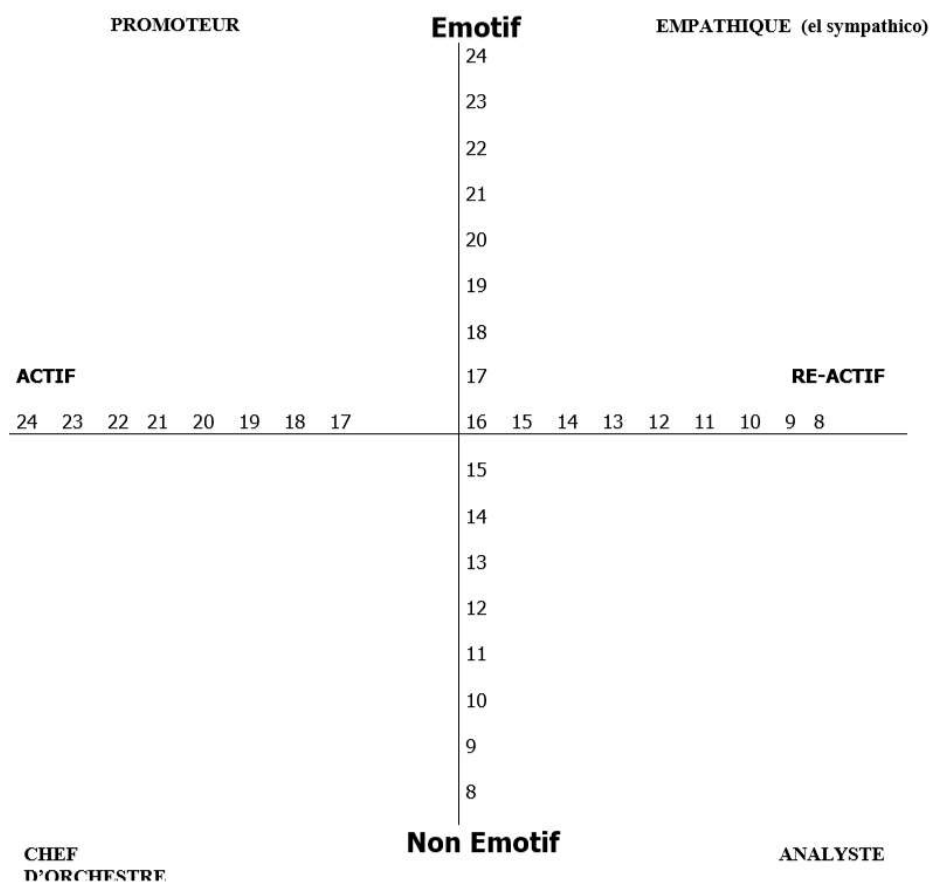 PROMOTEUR Emotif EMPATHIQUE (el sympathico)
24
23
22
21
20
19
18
ACTIF 17 RE-ACTIF
24 23 22 21 20 19 18 17 16 15 14 13 12 11 10 9 8
15
14
13
12
11
10
9
8
Non Emotif
CHEF ANALYSTE
D'ORCHESTRE